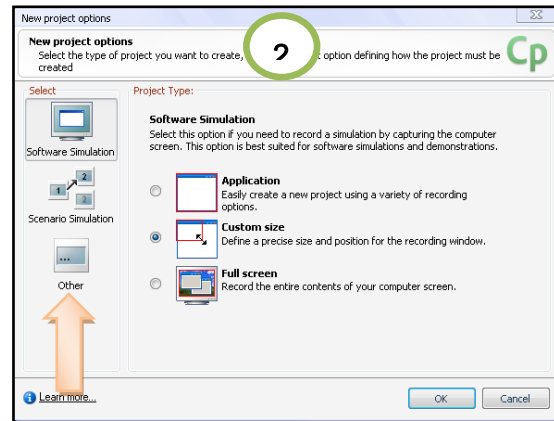 New project options
New project options
Select the type of project you want to create, option defining how the project must be
created
2
Cp
Select
Project Type:
Software Simulation
Scenario Simulation
1
2
3
Other
Software Simulation
Select this option if you need to record a simulation by capturing the computer
screen. This option is best suited for software simulations and demonstrations.
Application
Easily create a new project using a variety of recording
options.
Custom size
Define a precise size and position for the recording window.
Full screen
Record the entire contents of your computer screen.
Learn more...
OK
Cancel